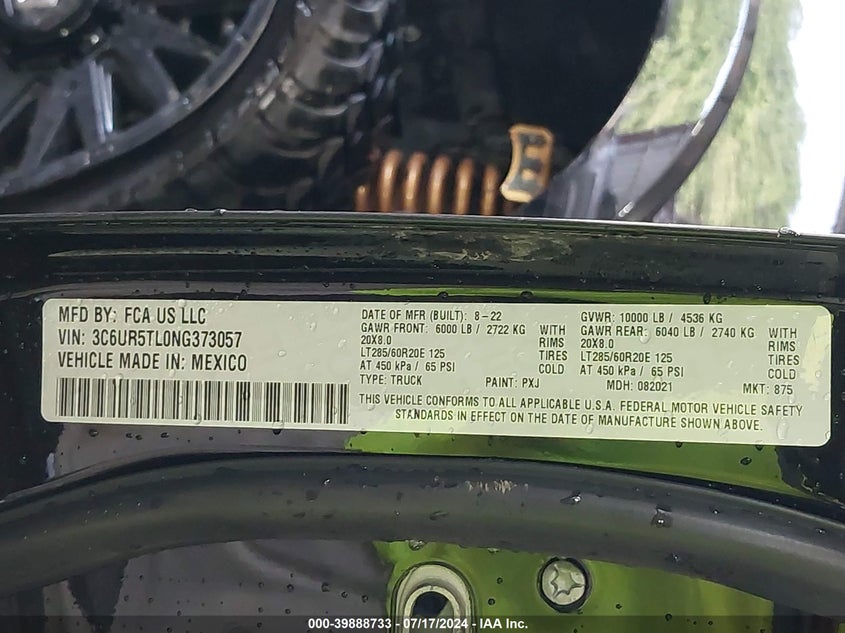 MFD BY: FCA US LLC
VIN: 3C6UR5TL0NG373057
VEHICLE MADE IN: MEXICO
DATE OF MFR (BUILT): 8-22
GAWR FRONT: 6000 LB / 2722 KG WITH
20X8.0 RIMS
LT285/60R20E 125 TIRES
AT 450 kPa / 65 PSI COLD
TYPE: TRUCK PAINT: PXJ
GVWR: 10000 LB / 4536 KG
GAWR REAR: 6040 LB / 2740 KG WITH
20X8.0 RIMS
LT285/60R20E 125 TIRES
AT 450 kPa / 65 PSI COLD
MDH: 082021 MKT: 875
THIS VEHICLE CONFORMS TO ALL APPLICABLE U.S.A. FEDERAL MOTOR VEHICLE SAFETY
STANDARDS IN EFFECT ON THE DATE OF MANUFACTURE SHOWN ABOVE.
000-39888733 - 07/17/2024 - IAA Inc.